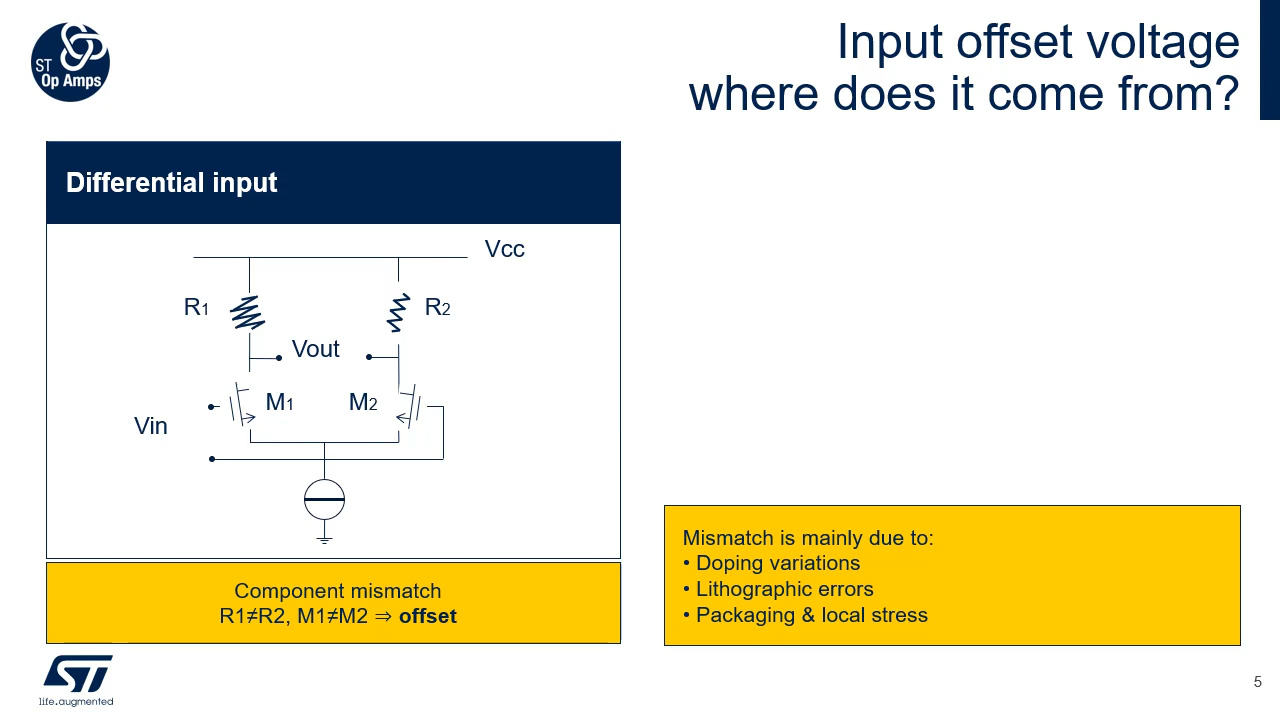 ST
Op Amps
Input offset voltage
where does it come from?
Differential input
Vcc
R1
R2
Vout
M1
M2
Vin
Component mismatch
R1≠R2, M1≠M2 ⇒ offset
Mismatch is mainly due to:
• Doping variations
• Lithographic errors
• Packaging & local stress
ST
life.augmented
5